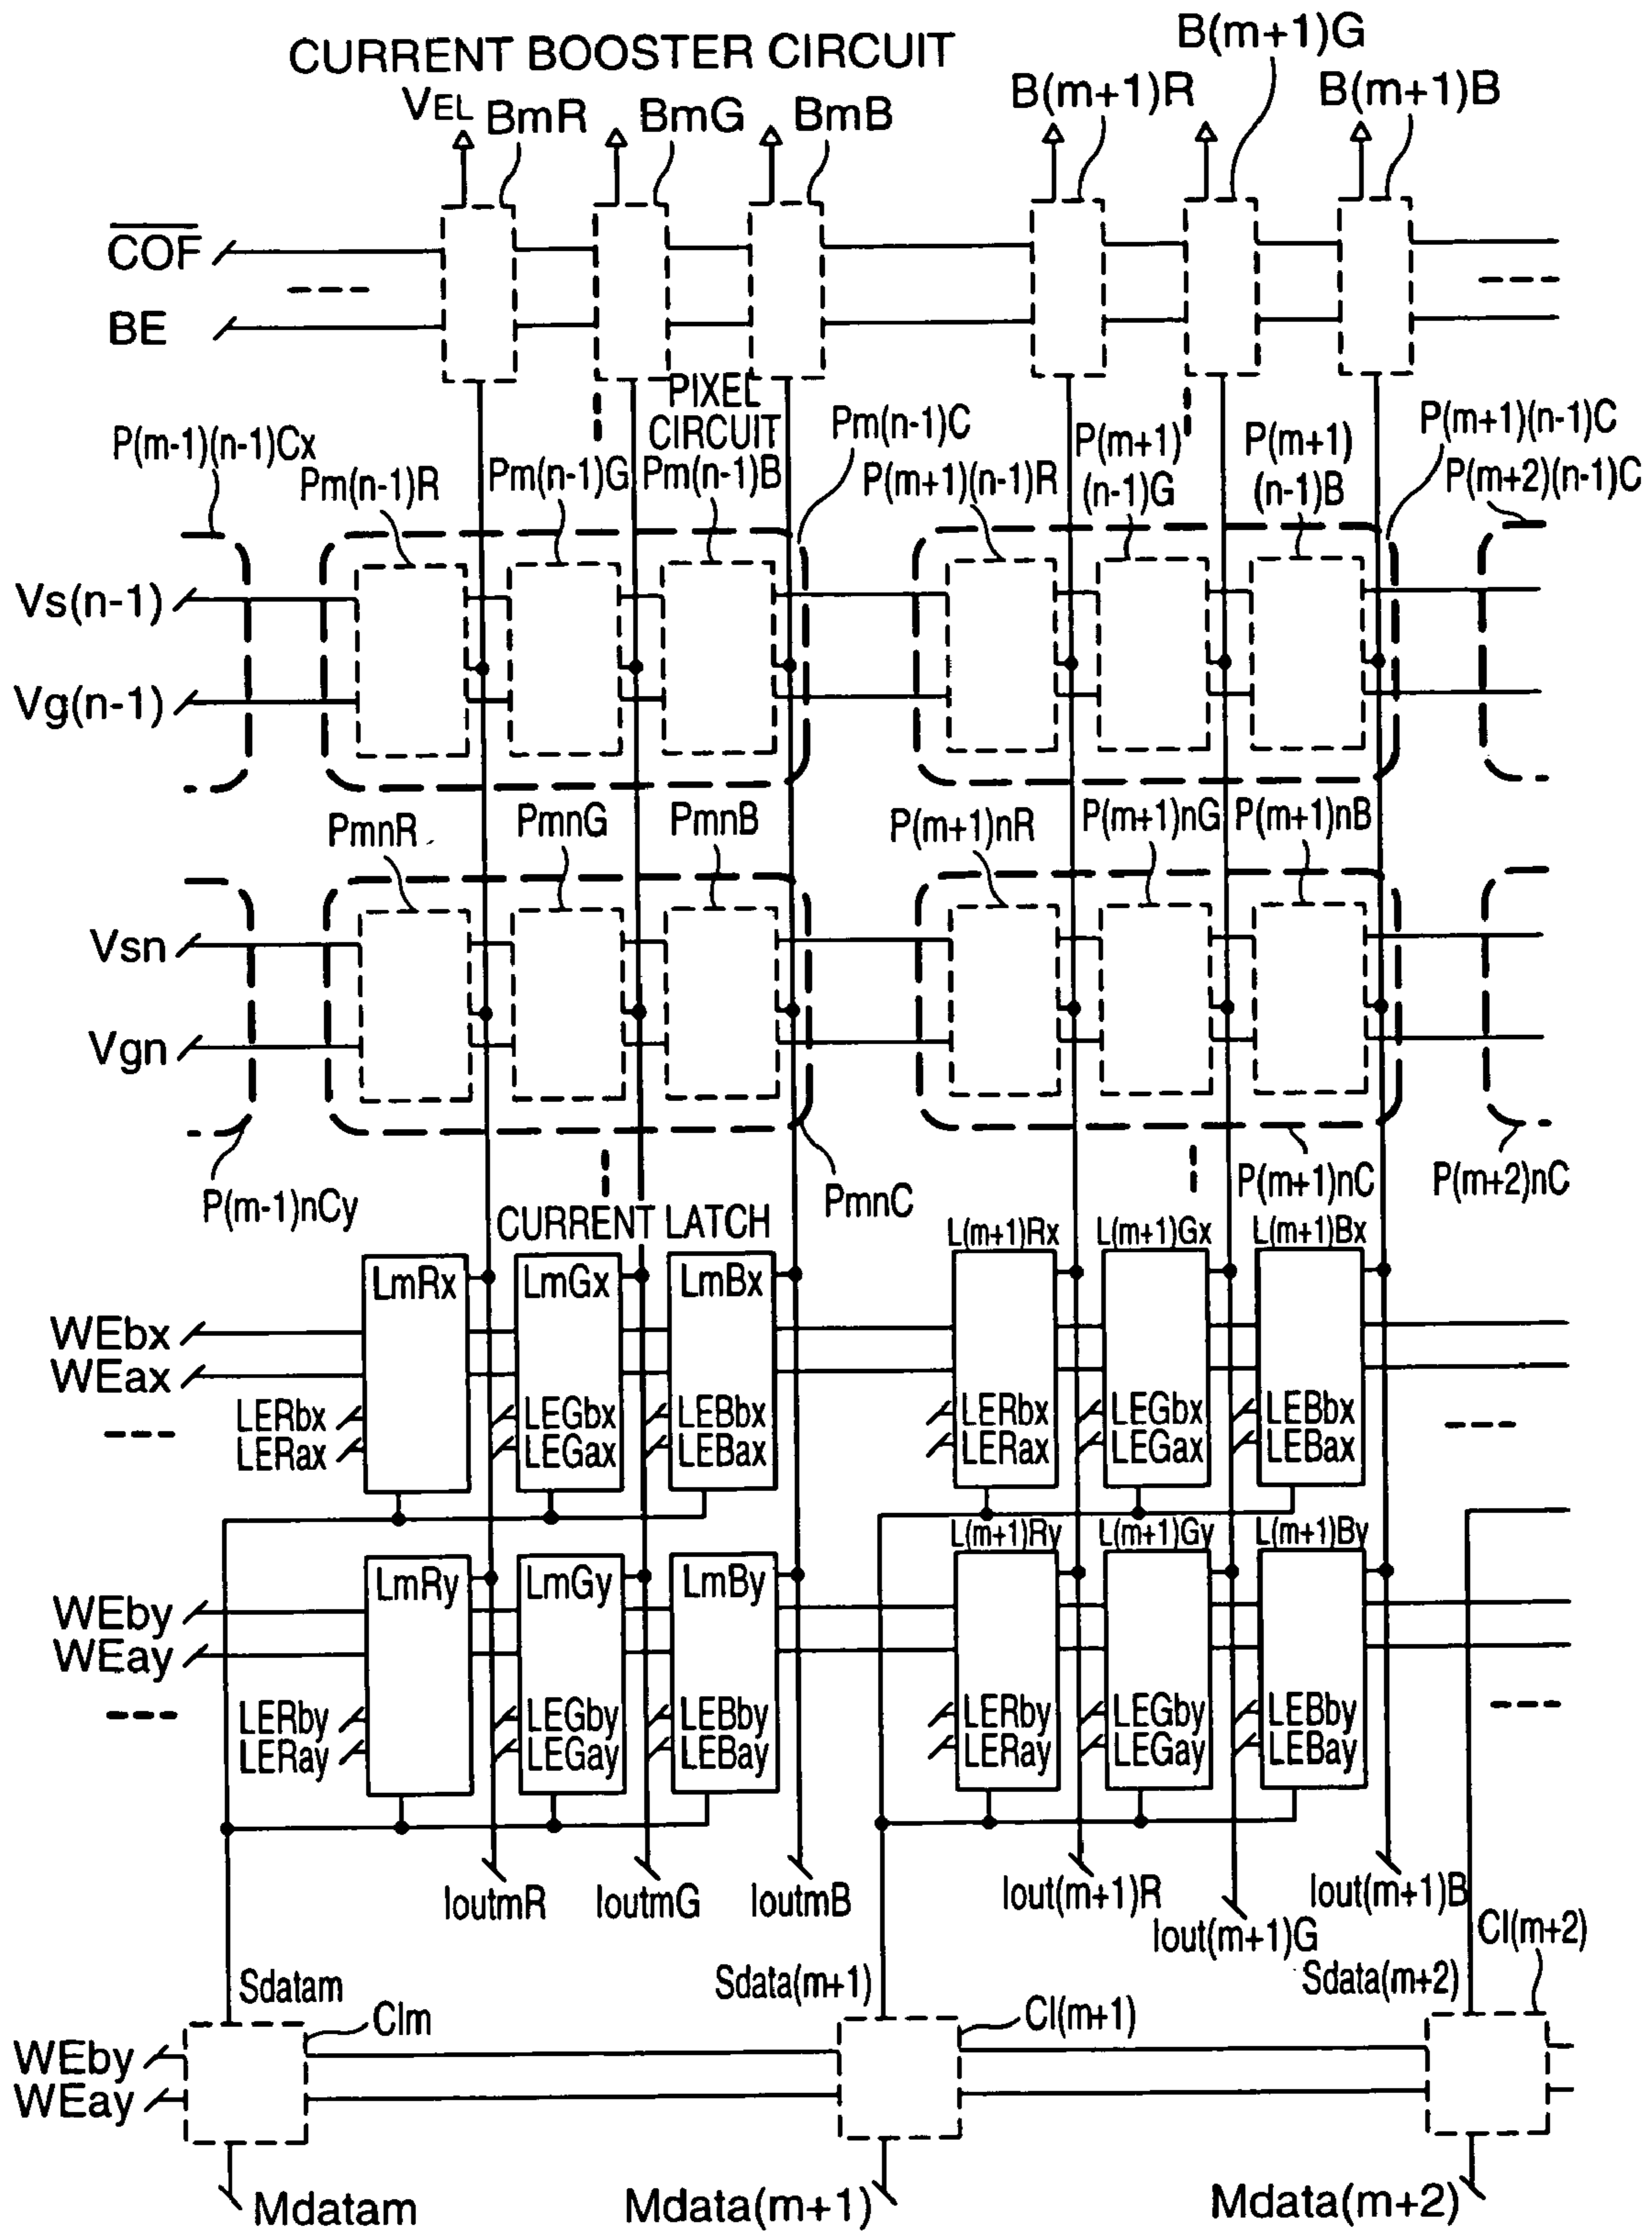 CURRENT BOOSTER CIRCUIT
B(m+1)G
VEL BmR BmG BmB B(m+1)R B(m+1)B
COF
BE
PIXEL
CIRCUIT
P(m-1)(n-1)Cx Pm(n-1)R Pm(n-1)G Pm(n-1)B Pm(n-1)C
P(m+1)(n-1)R P(m+1)
(n-1)G P(m+1)
(n-1)B P(m+1)(n-1)C
P(m+2)(n-1)C
Vs(n-1)
Vg(n-1)
PmnR PmnG PmnB P(m+1)nR P(m+1)nG P(m+1)nB
Vsn
Vgn
P(m-1)nCy PmnC P(m+1)nC P(m+2)nC
CURRENT LATCH
L(m+1)Rx L(m+1)Gx L(m+1)Bx
LmRx LmGx LmBx
WEbx
WEax
LERbx LEGbx LEBbx LERbx LEGbx LEBbx
LERax LEGax LEBax LERax LEGax LEBax
L(m+1)Ry L(m+1)Gy L(m+1)By
LmRy LmGy LmBy
WEby
WEay
LERby LEGby LEBby LERby LEGby LEBby
LERay LEGay LEBay LERay LEGay LEBay
IoutmR IoutmG IoutmB Iout(m+1)R Iout(m+1)B
Iout(m+1)G CI(m+2)
Sdatam Sdata(m+1) Sdata(m+2)
CIm CI(m+1)
WEby
WEay
Mdatam Mdata(m+1) Mdata(m+2)